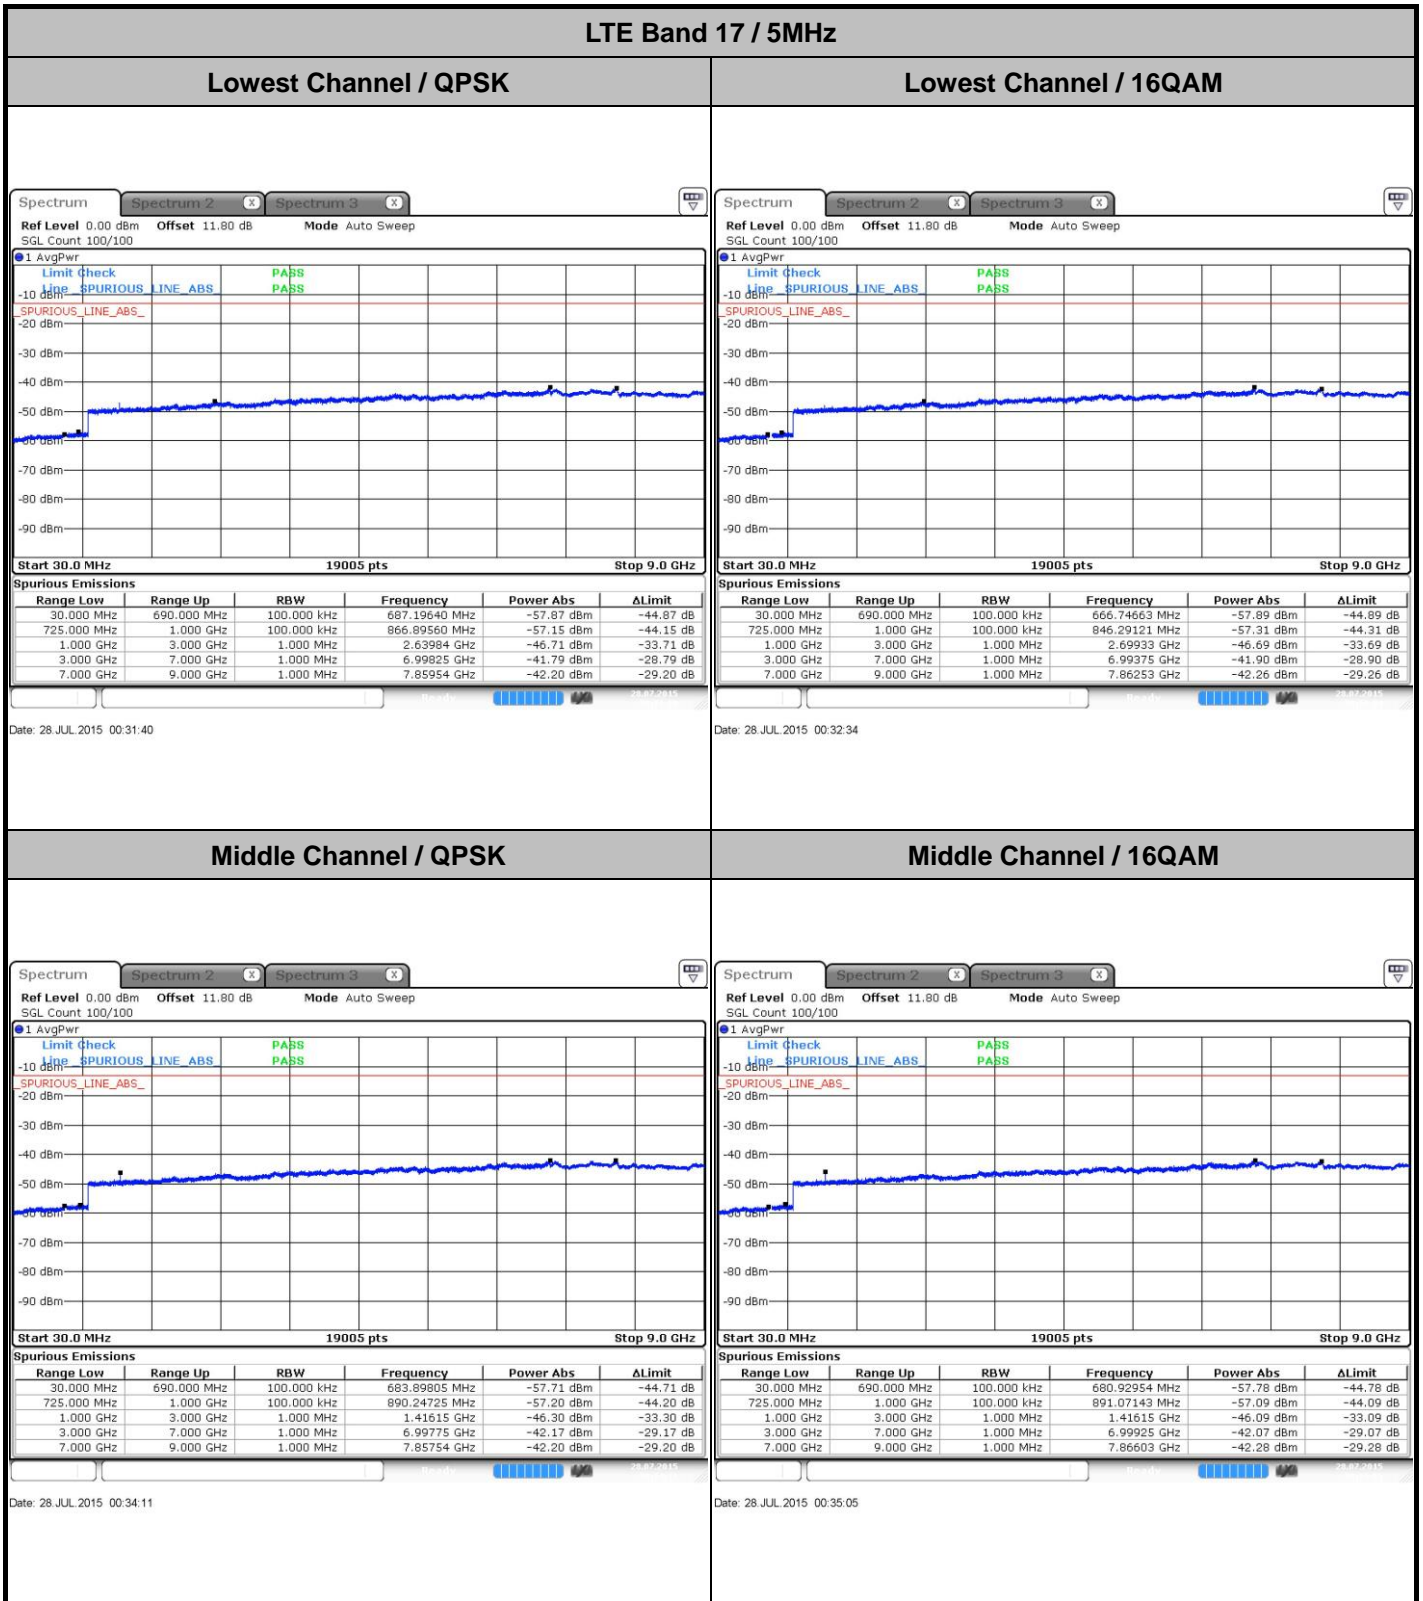 LTE Band 17 / 5MHz
Lowest Channel / QPSK
Lowest Channel / 16QAM
Spectrum Spectrum 2 X Spectrum 3 X
Ref Level 0.00 dBm Offset 11.80 dB Mode Auto Sweep
SGL Count 100/100
1 AvgPwr
Limit Check PASS
Line _SPURIOUS_LINE_ABS_ PASS
-10 dBm
_SPURIOUS_LINE_ABS_
-20 dBm
-30 dBm
-40 dBm
-50 dBm
-60 dBm
-70 dBm
-80 dBm
-90 dBm
Start 30.0 MHz 19005 pts Stop 9.0 GHz
Spurious Emissions
Range Low Range Up RBW Frequency Power Abs ΔLimit
30.000 MHz 690.000 MHz 100.000 kHz 687.19640 MHz -57.87 dBm -44.87 dB
725.000 MHz 1.000 GHz 100.000 kHz 866.89560 MHz -57.15 dBm -44.15 dB
1.000 GHz 3.000 GHz 1.000 MHz 2.63984 GHz -46.71 dBm -33.71 dB
3.000 GHz 7.000 GHz 1.000 MHz 6.99825 GHz -41.79 dBm -28.79 dB
7.000 GHz 9.000 GHz 1.000 MHz 7.85954 GHz -42.20 dBm -29.20 dB
Date: 28.JUL.2015 00:31:40
Spectrum Spectrum 2 X Spectrum 3 X
Ref Level 0.00 dBm Offset 11.80 dB Mode Auto Sweep
SGL Count 100/100
1 AvgPwr
Limit Check PASS
Line _SPURIOUS_LINE_ABS_ PASS
-10 dBm
_SPURIOUS_LINE_ABS_
-20 dBm
-30 dBm
-40 dBm
-50 dBm
-60 dBm
-70 dBm
-80 dBm
-90 dBm
Start 30.0 MHz 19005 pts Stop 9.0 GHz
Spurious Emissions
Range Low Range Up RBW Frequency Power Abs ΔLimit
30.000 MHz 690.000 MHz 100.000 kHz 666.74663 MHz -57.89 dBm -44.89 dB
725.000 MHz 1.000 GHz 100.000 kHz 846.29121 MHz -57.31 dBm -44.31 dB
1.000 GHz 3.000 GHz 1.000 MHz 2.69933 GHz -46.69 dBm -33.69 dB
3.000 GHz 7.000 GHz 1.000 MHz 6.99375 GHz -41.90 dBm -28.90 dB
7.000 GHz 9.000 GHz 1.000 MHz 7.86253 GHz -42.26 dBm -29.26 dB
Date: 28.JUL.2015 00:32:34
Middle Channel / QPSK
Middle Channel / 16QAM
Spectrum Spectrum 2 X Spectrum 3 X
Ref Level 0.00 dBm Offset 11.80 dB Mode Auto Sweep
SGL Count 100/100
1 AvgPwr
Limit Check PASS
Line _SPURIOUS_LINE_ABS_ PASS
-10 dBm
_SPURIOUS_LINE_ABS_
-20 dBm
-30 dBm
-40 dBm
-50 dBm
-60 dBm
-70 dBm
-80 dBm
-90 dBm
Start 30.0 MHz 19005 pts Stop 9.0 GHz
Spurious Emissions
Range Low Range Up RBW Frequency Power Abs ΔLimit
30.000 MHz 690.000 MHz 100.000 kHz 683.89805 MHz -57.71 dBm -44.71 dB
725.000 MHz 1.000 GHz 100.000 kHz 890.24725 MHz -57.20 dBm -44.20 dB
1.000 GHz 3.000 GHz 1.000 MHz 1.41615 GHz -46.30 dBm -33.30 dB
3.000 GHz 7.000 GHz 1.000 MHz 6.99775 GHz -42.17 dBm -29.17 dB
7.000 GHz 9.000 GHz 1.000 MHz 7.85754 GHz -42.20 dBm -29.20 dB
Date: 28.JUL.2015 00:34:11
Spectrum Spectrum 2 X Spectrum 3 X
Ref Level 0.00 dBm Offset 11.80 dB Mode Auto Sweep
SGL Count 100/100
1 AvgPwr
Limit Check PASS
Line _SPURIOUS_LINE_ABS_ PASS
-10 dBm
_SPURIOUS_LINE_ABS_
-20 dBm
-30 dBm
-40 dBm
-50 dBm
-60 dBm
-70 dBm
-80 dBm
-90 dBm
Start 30.0 MHz 19005 pts Stop 9.0 GHz
Spurious Emissions
Range Low Range Up RBW Frequency Power Abs ΔLimit
30.000 MHz 690.000 MHz 100.000 kHz 680.92954 MHz -57.78 dBm -44.78 dB
725.000 MHz 1.000 GHz 100.000 kHz 891.07143 MHz -57.09 dBm -44.09 dB
1.000 GHz 3.000 GHz 1.000 MHz 1.41615 GHz -46.09 dBm -33.09 dB
3.000 GHz 7.000 GHz 1.000 MHz 6.99925 GHz -42.07 dBm -29.07 dB
7.000 GHz 9.000 GHz 1.000 MHz 7.86603 GHz -42.28 dBm -29.28 dB
Date: 28.JUL.2015 00:35:05